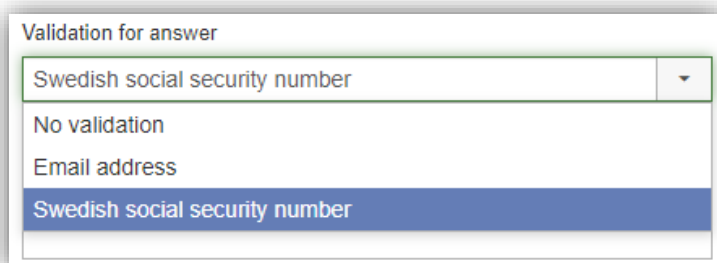 Validation for answer
Swedish social security number
No validation
Email address
Swedish social security number